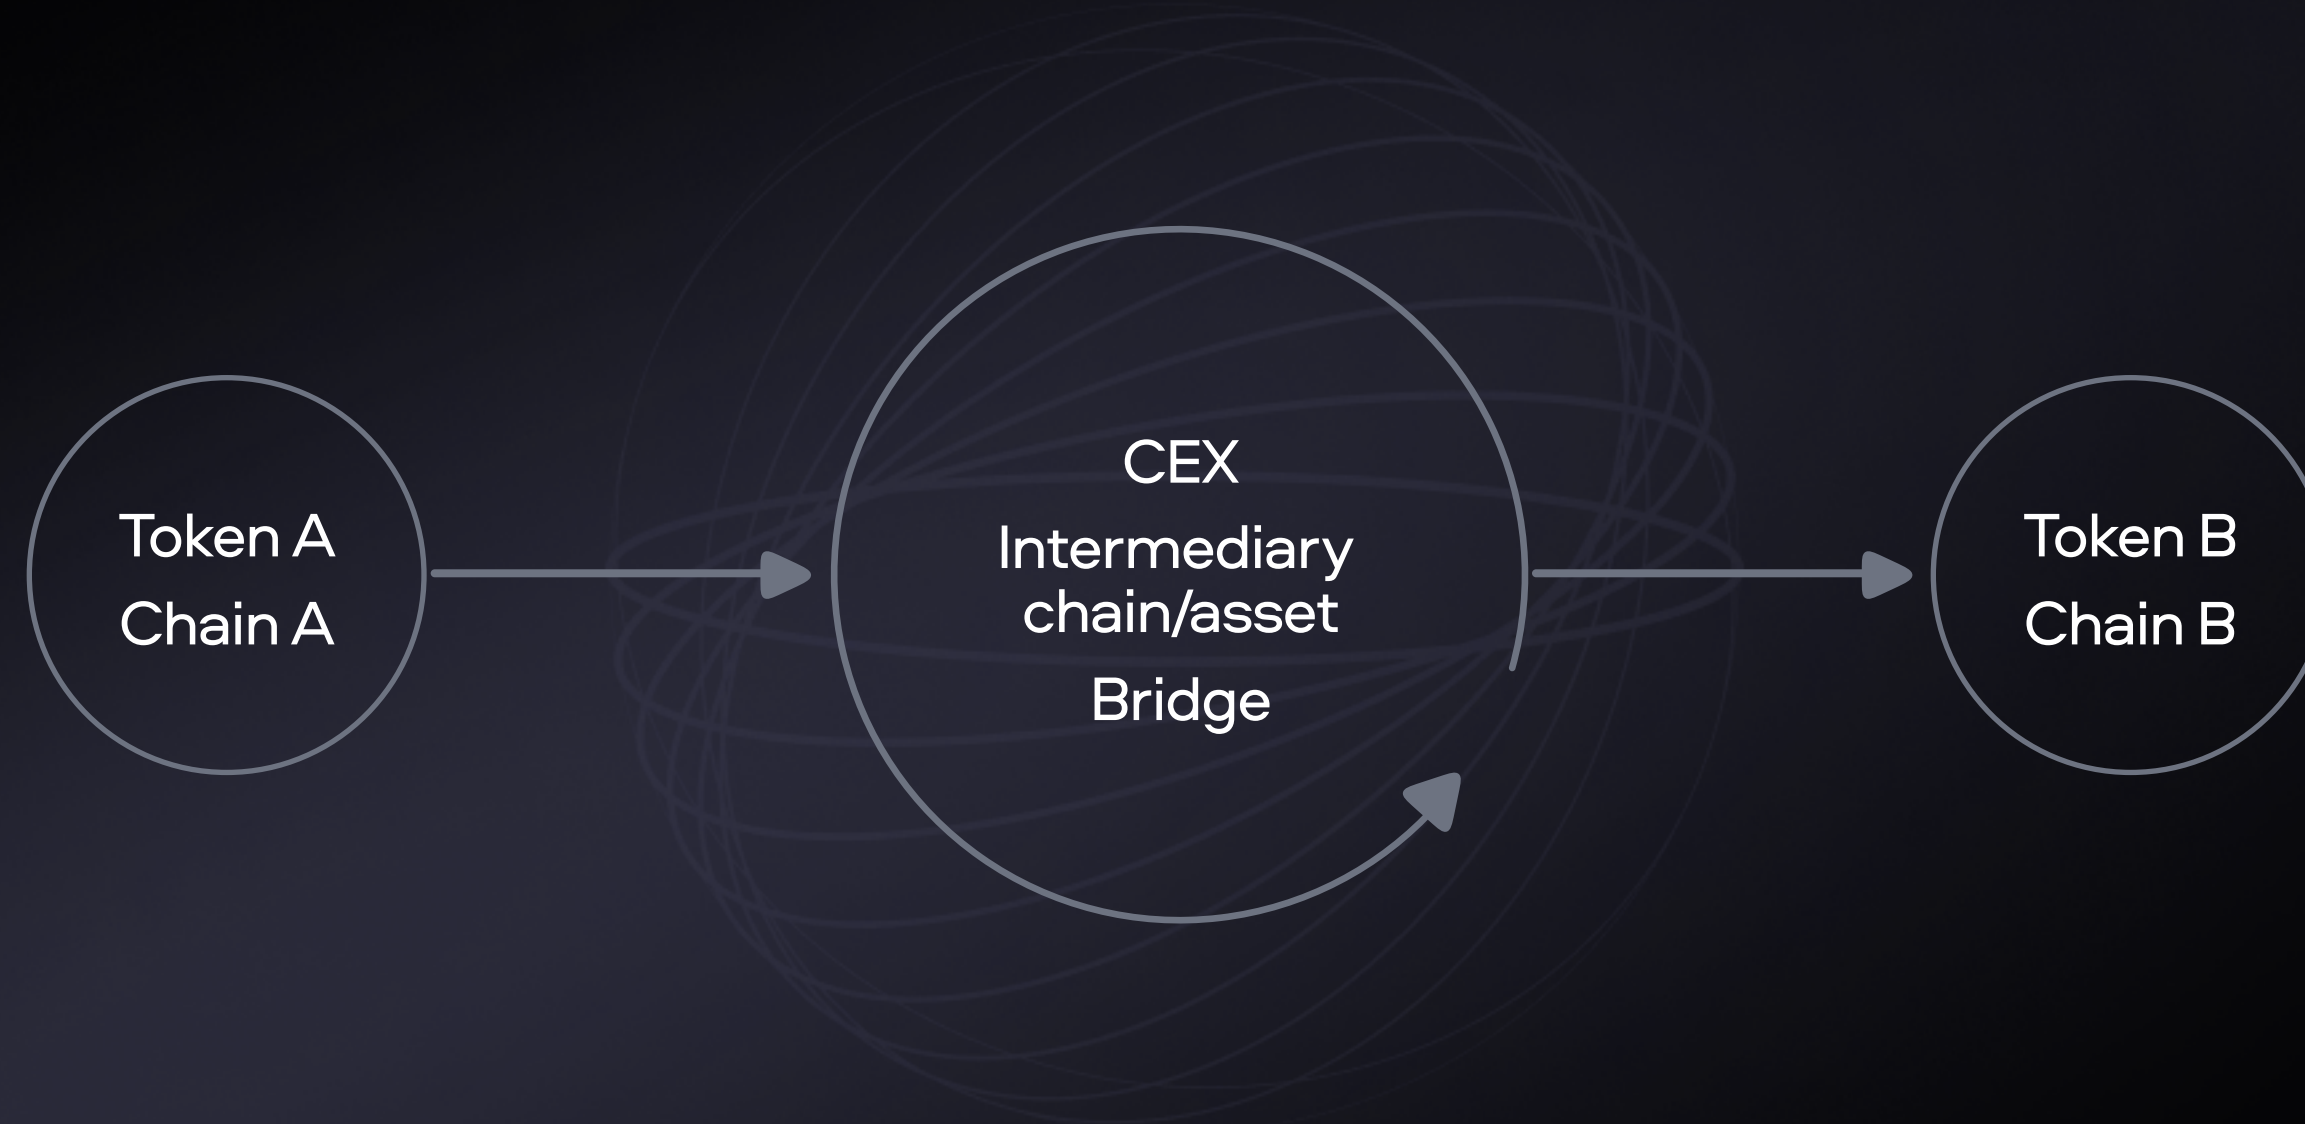 Token A
Chain A
CEX
Intermediary
chain/asset
Bridge
Token B
Chain B